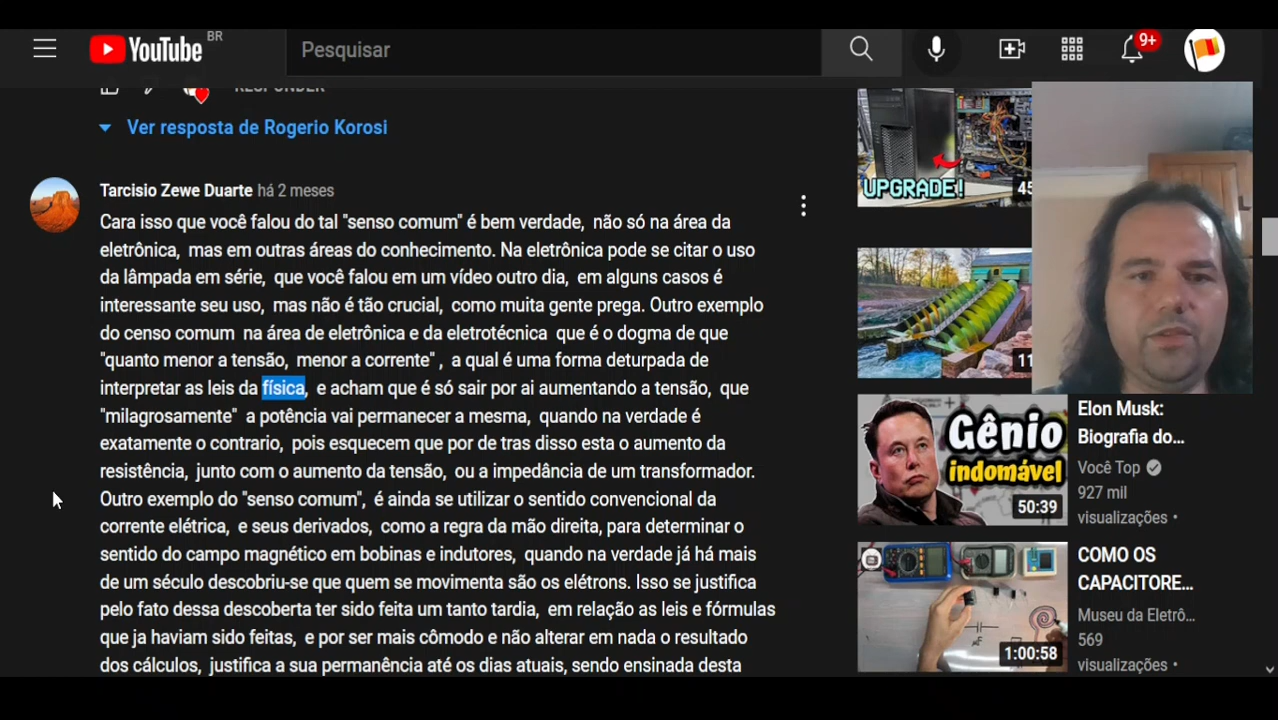 YouTube BR
Pesquisar
9+
RESPONDER
Ver resposta de Rogerio Korosi
Tarcisio Zewe Duarte há 2 meses
Cara isso que você falou do tal "senso comum" é bem verdade, não só na área da
eletrônica, mas em outras áreas do conhecimento. Na eletrônica pode se citar o uso
da lâmpada em série, que você falou em um vídeo outro dia, em alguns casos é
interessante seu uso, mas não é tão crucial, como muita gente prega. Outro exemplo
do censo comum na área de eletrônica e da eletrotécnica que é o dogma de que
"quanto menor a tensão, menor a corrente" , a qual é uma forma deturpada de
interpretar as leis da física, e acham que é só sair por ai aumentando a tensão, que
"milagrosamente" a potência vai permanecer a mesma, quando na verdade é
exatamente o contrario, pois esquecem que por de tras disso esta o aumento da
resistência, junto com o aumento da tensão, ou a impedância de um transformador.
Outro exemplo do "senso comum", é ainda se utilizar o sentido convencional da
corrente elétrica, e seus derivados, como a regra da mão direita, para determinar o
sentido do campo magnético em bobinas e indutores, quando na verdade já há mais
de um século descobriu-se que quem se movimenta são os elétrons. Isso se justifica
pelo fato dessa descoberta ter sido feita um tanto tardia, em relação as leis e fórmulas
que ja haviam sido feitas, e por ser mais cômodo e não alterar em nada o resultado
dos cálculos, justifica a sua permanência até os dias atuais, sendo ensinada desta
UPGRADE!
45
11
Gênio
indomável
50:39
Elon Musk:
Biografia do...
Você Top
927 mil
visualizações •
1:00:58
COMO OS
CAPACITORE...
Museu da Eletrô...
569
visualizações •